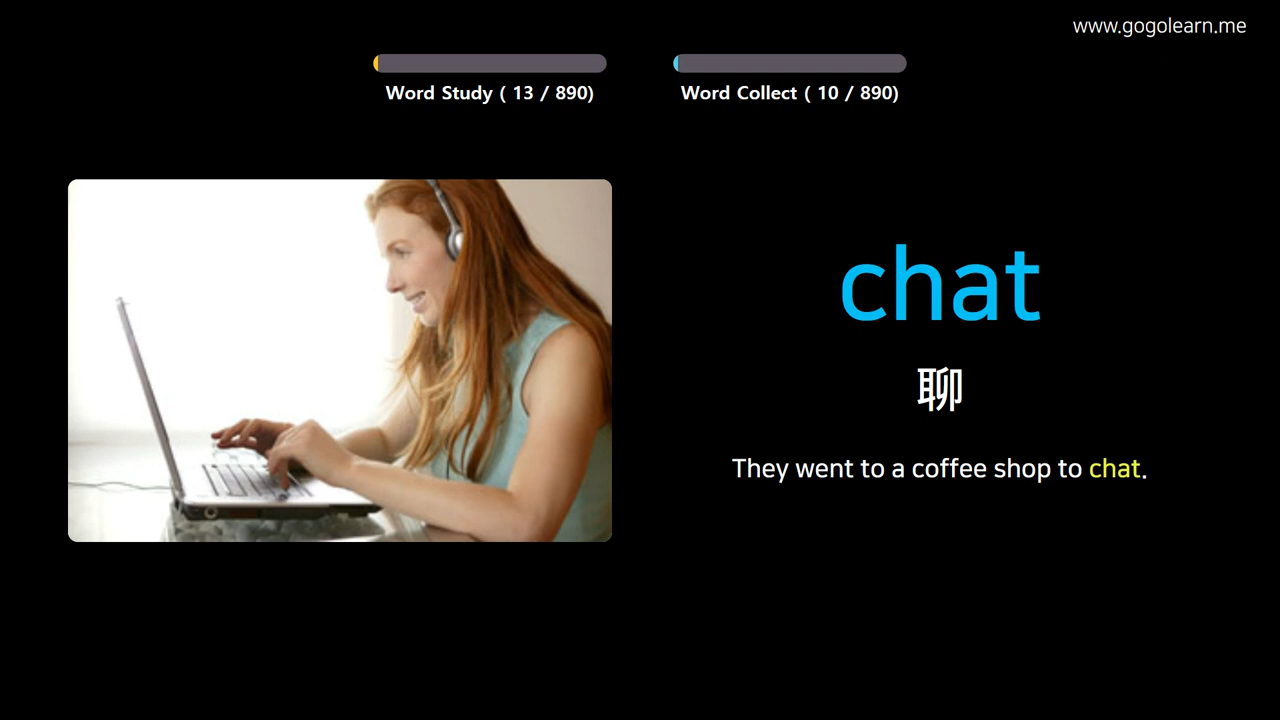 www.gogolearn.me
Word Study ( 13 / 890)
Word Collect ( 10 / 890)
chat
聊
They went to a coffee shop to chat.